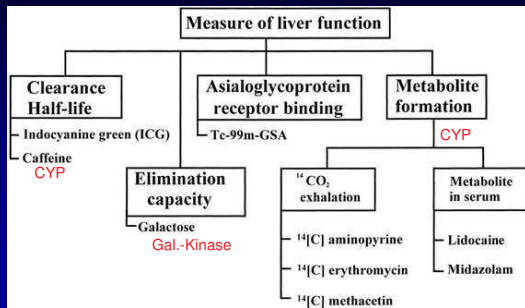 Measure of liver function
Clearance
Half-life
Indocyanine green (ICG)
Caffeine
CYP
Elimination
capacity
Galactose
Gal.-Kinase
Asialoglycoprotein
receptor binding
Tc-99m-GSA
Metabolite
formation
CYP
14 CO2
exhalation
14[C] aminopyrine
14[C] erythromycin
14[C] methacetin
Metabolite
in serum
Lidocaine
Midazolam